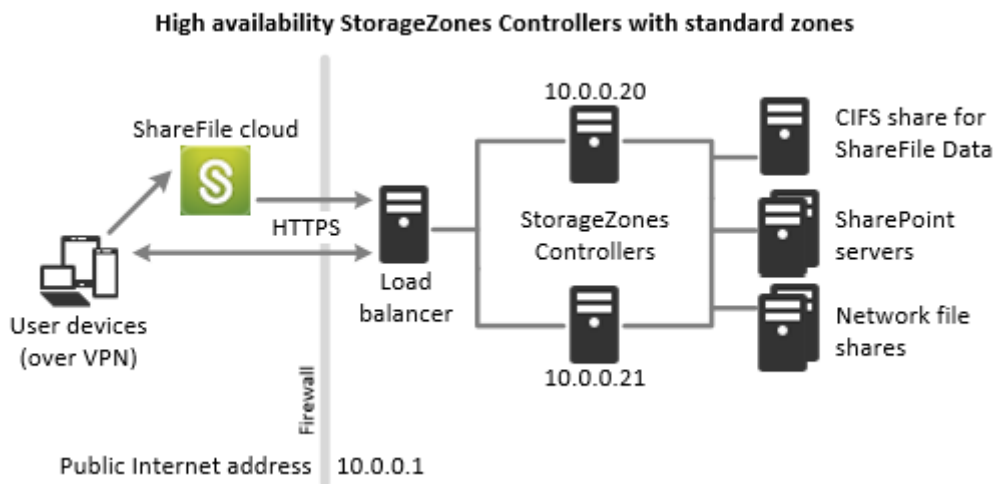 High availability StorageZones Controllers with standard zones
ShareFile cloud
S
HTTPS
User devices
(over VPN)
Load
balancer
10.0.0.20
StorageZones
Controllers
10.0.0.21
CIFS share for
ShareFile Data
SharePoint
servers
Network file
shares
Firewall
Public Internet address
10.0.0.1